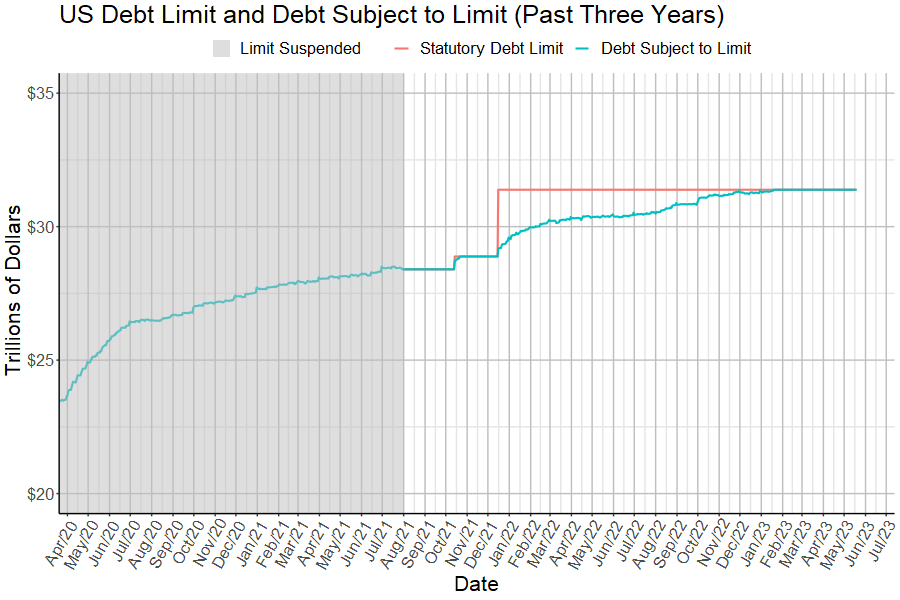 US Debt Limit and Debt Subject to Limit (Past Three Years)
Limit Suspended Statutory Debt Limit Debt Subject to Limit
Trillions of Dollars
$35
$30
$25
$20
Apr/20 May/20 Jun/20 Jul/20 Aug/20 Sep/20 Oct/20 Nov/20 Dec/20 Jan/21 Feb/21 Mar/21 Apr/21 May/21 Jun/21 Jul/21 Aug/21 Sep/21 Oct/21 Nov/21 Dec/21 Jan/22 Feb/22 Mar/22 Apr/22 May/22 Jun/22 Jul/22 Aug/22 Sep/22 Oct/22 Nov/22 Dec/22 Jan/23 Feb/23 Mar/23 Apr/23 May/23 Jun/23 Jul/23
Date